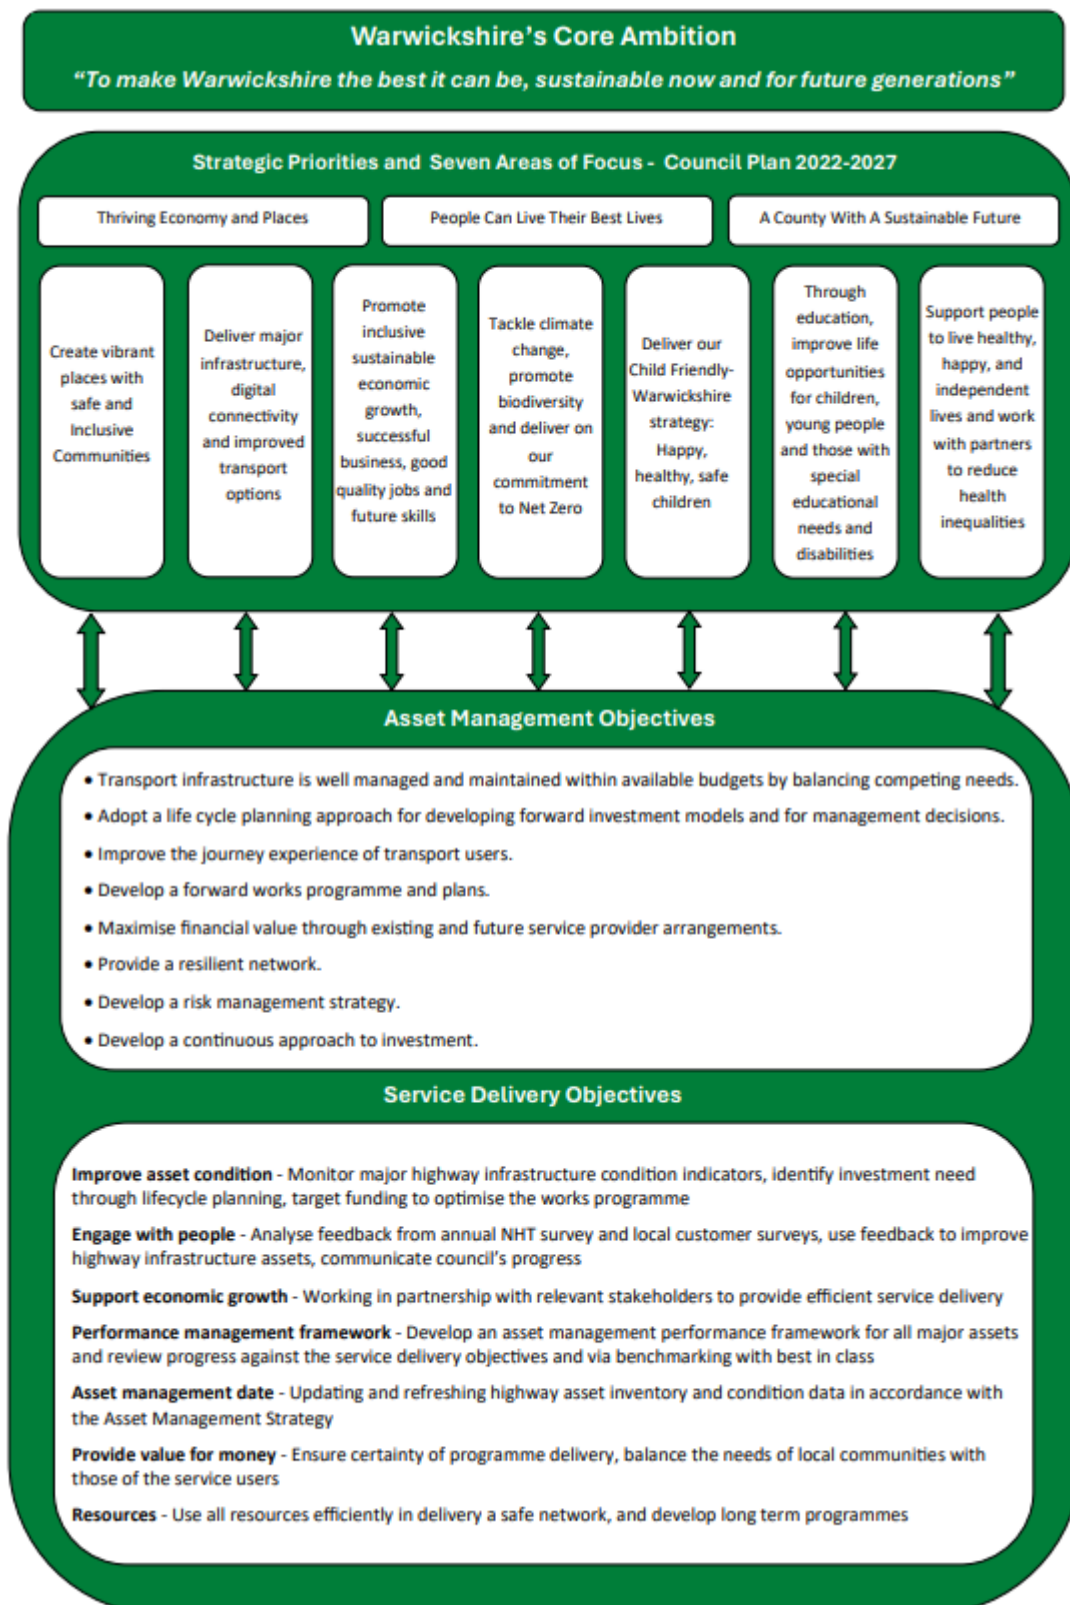 Warwickshire's Core Ambition
"To make Warwickshire the best it can be, sustainable now and for future generations"
Strategic Priorities and Seven Areas of Focus - Council Plan 2022-2027
Thriving Economy and Places
People Can Live Their Best Lives
A County With A Sustainable Future
Create vibrant
places with
safe and
Inclusive
Communities
Deliver major
infrastructure,
digital
connectivity
and improved
transport
options
Promote
inclusive
sustainable
economic
growth,
successful
business, good
quality jobs and
future skills
Tackle climate
change,
promote
biodiversity
and deliver on
our
commitment
to Net Zero
Deliver our
Child Friendly-
Warwickshire
strategy:
Happy,
healthy, safe
children
Through
education,
improve life
opportunities
for children,
young people
and those with
special
educational
needs and
disabilities
Support people
to live healthy,
happy, and
independent
lives and work
with partners
to reduce
health
inequalities
Asset Management Objectives
• Transport infrastructure is well managed and maintained within available budgets by balancing competing needs.
• Adopt a life cycle planning approach for developing forward investment models and for management decisions.
• Improve the journey experience of transport users.
• Develop a forward works programme and plans.
• Maximise financial value through existing and future service provider arrangements.
• Provide a resilient network.
• Develop a risk management strategy.
• Develop a continuous approach to investment.
Service Delivery Objectives
Improve asset condition - Monitor major highway infrastructure condition indicators, identify investment need
through lifecycle planning, target funding to optimise the works programme
Engage with people - Analyse feedback from annual NHT survey and local customer surveys, use feedback to improve
highway infrastructure assets, communicate council's progress
Support economic growth - Working in partnership with relevant stakeholders to provide efficient service delivery
Performance management framework - Develop an asset management performance framework for all major assets
and review progress against the service delivery objectives and via benchmarking with best in class
Asset management date - Updating and refreshing highway asset inventory and condition data in accordance with
the Asset Management Strategy
Provide value for money - Ensure certainty of programme delivery, balance the needs of local communities with
those of the service users
Resources - Use all resources efficiently in delivery a safe network, and develop long term programmes